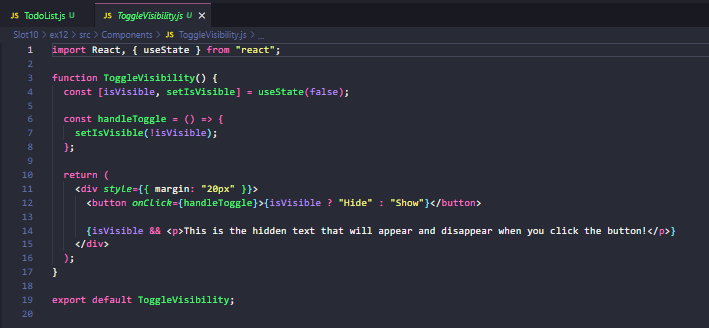 JS TodoList.js U JS ToggleVisibility.js U ×
Slot10 > ex12 > src > Components > JS ToggleVisibility.js > ...
1 import React, { useState } from "react";
2
3 function ToggleVisibility() {
4 const [isVisible, setIsVisible] = useState(false);
5
6 const handleToggle = () => {
7 setIsVisible(!isVisible);
8 };
9
10 return (
11 <div style={{ margin: "20px" }}>
12 <button onClick={handleToggle}>{isVisible ? "Hide" : "Show"}</button>
13
14 {isVisible && <p>This is the hidden text that will appear and disappear when you click the button!</p>}
15 </div>
16 );
17 }
18
19 export default ToggleVisibility;
20